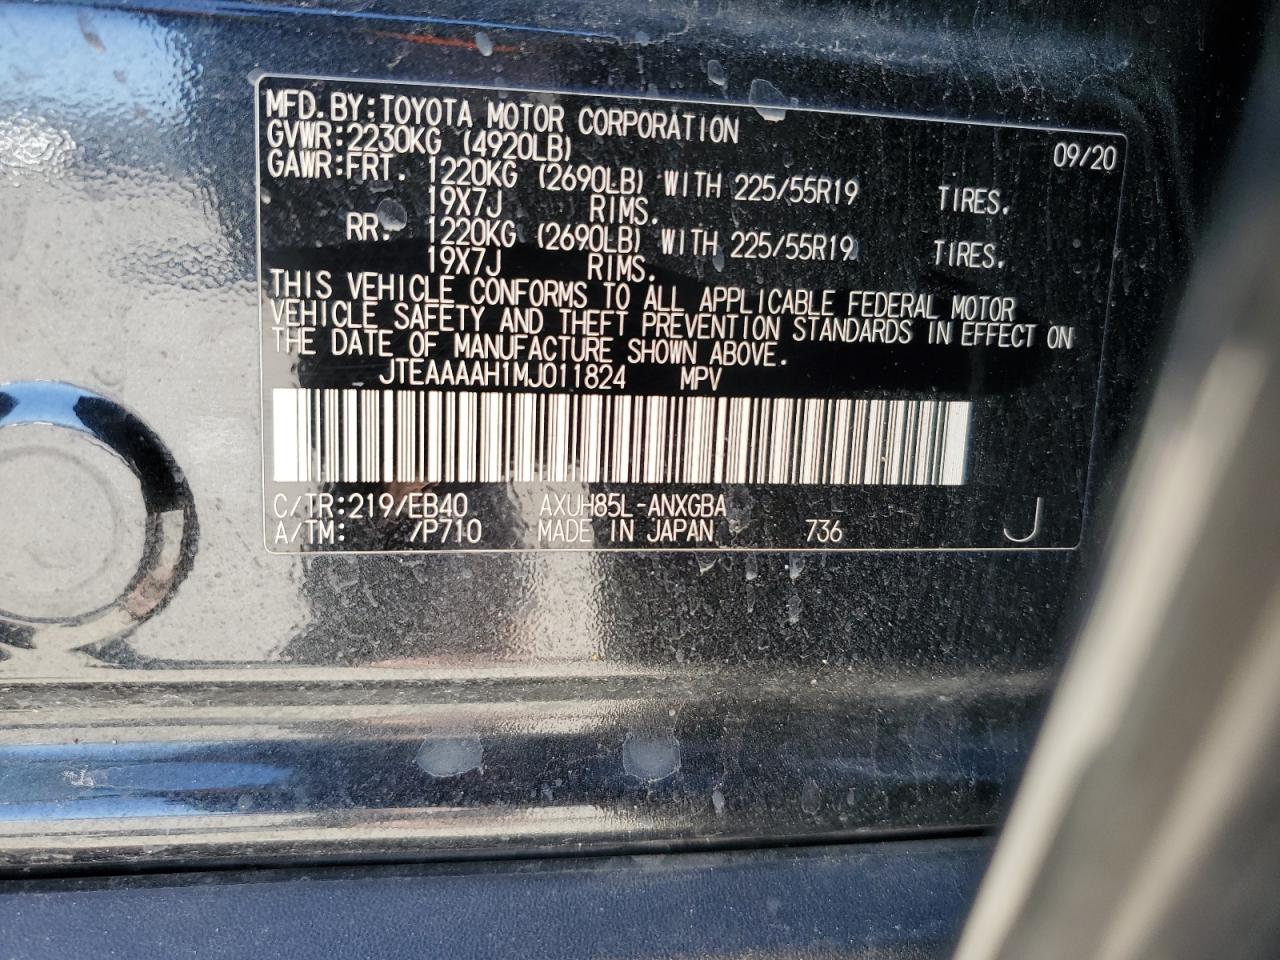 MFD.BY:TOYOTA MOTOR CORPORATION 09/20
GVWR:2230KG (4920LB)
GAWR:FRT. 1220KG (2690LB) WITH 225/55R19 TIRES.
19X7J RIMS.
RR. 1220KG (2690LB) WITH 225/55R19 TIRES.
19X7J RIMS.
THIS VEHICLE CONFORMS TO ALL APPLICABLE FEDERAL MOTOR
VEHICLE SAFETY AND THEFT PREVENTION STANDARDS IN EFFECT ON
THE DATE OF MANUFACTURE SHOWN ABOVE.
JTEAAAAH1MJ011824 MPV
C/TR:219/EB40 AXUH85L-ANXGBA
A/TM: /P710 MADE IN JAPAN 736 J